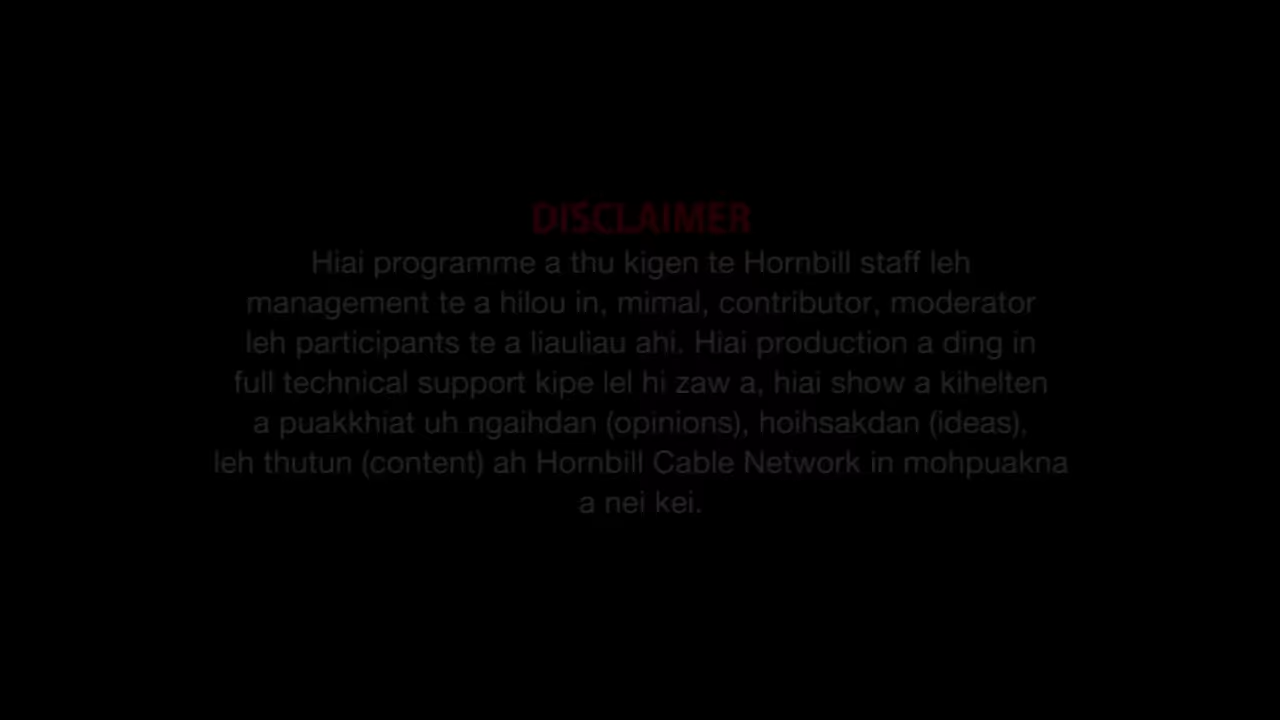 DISCLAIMER
Hiai programme a thu kigen te Hornbill staff leh
management te a hilou in, mimal, contributor, moderator
leh participants te a liauliau ahi. Hiai production a ding in
full technical support kipe lel hi zaw a, hiai show a kihelten
a puakkhiat uh ngaihdan (opinions), hoihsakdan (ideas),
leh thutun (content) ah Hornbill Cable Network in mohpuakna
a nei kei.